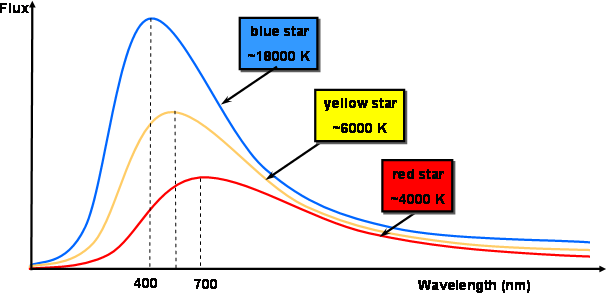 Flux
blue star
~18000 K
yellow star
~6000 K
red star
~4000 K
400
700
Wavelength (nm)